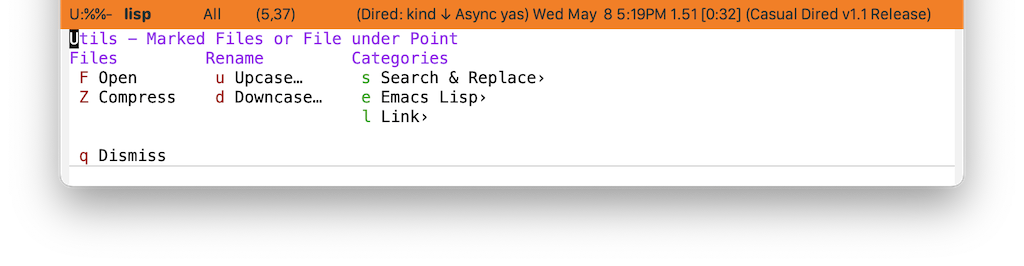 U:%%- lisp All (5,37) (Dired: kind ↓ Async yas) Wed May 8 5:19PM 1.51 [0:32] (Casual Dired v1.1 Release)
Utils — Marked Files or File under Point
Files Rename Categories
F Open u Upcase… s Search & Replace›
Z Compress d Downcase… e Emacs Lisp›
l Link›
q Dismiss